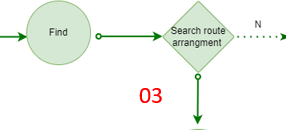 Find
Search route
arrangment
N
03